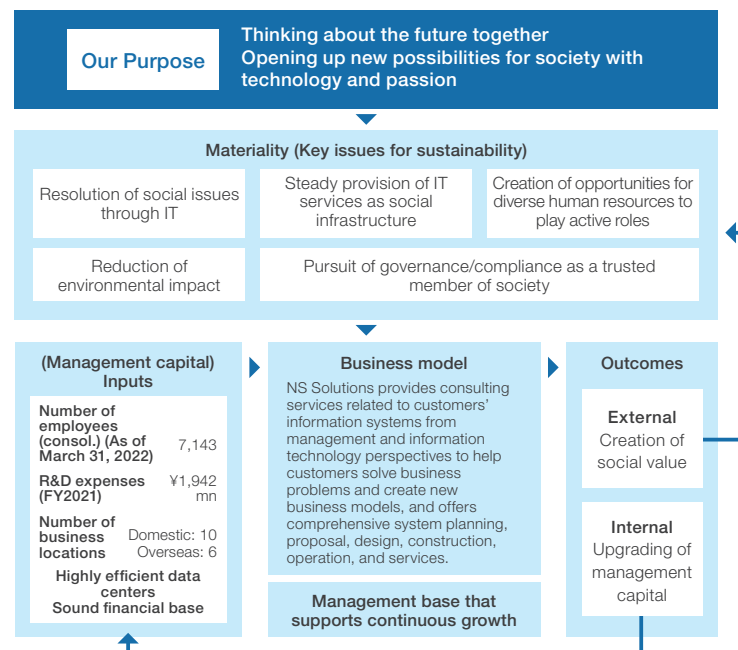 Our Purpose
Thinking about the future together
Opening up new possibilities for society with
technology and passion
Materiality (Key issues for sustainability)
Resolution of social issues
through IT
Steady provision of IT
services as social
infrastructure
Creation of opportunities for
diverse human resources to
play active roles
Reduction of
environmental impact
Pursuit of governance/compliance as a trusted
member of society
(Management capital)
Inputs
Number of
employees
(consol.) (As of
March 31, 2022)
7,143
R&D expenses
(FY2021)
¥1,942
mn
Number of
business
locations
Domestic: 10
Overseas: 6
Highly efficient data
centers
Sound financial base
Business model
NS Solutions provides consulting
services related to customers'
information systems from
management and information
technology perspectives to help
customers solve business
problems and create new
business models, and offers
comprehensive system planning,
proposal, design, construction,
operation, and services.
Management base that
supports continuous growth
Outcomes
External
Creation of
social value
Internal
Upgrading of
management
capital